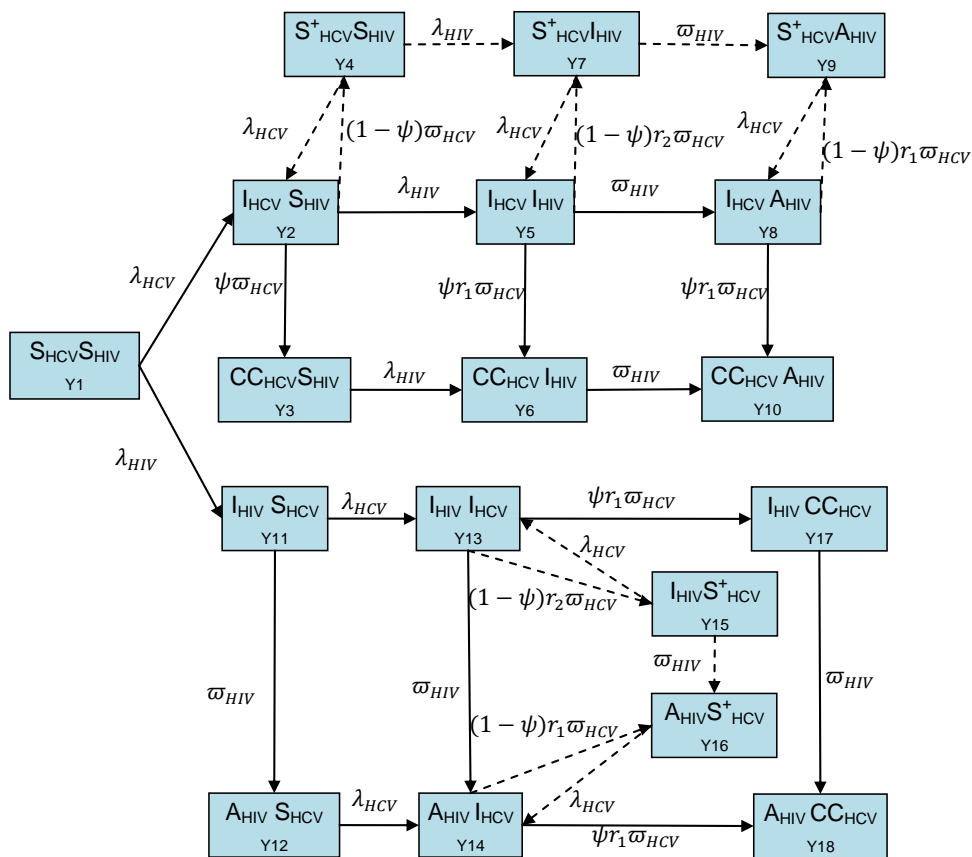 S⁺HCVSHIV
Y4
λHIV
S⁺HCVIHIV
Y7
ϖHIV
S⁺HCVAHIV
Y9
λHCV
(1 − ψ)ϖHCV
λHCV
(1 − ψ)r₂ϖHCV
λHCV
(1 − ψ)r₁ϖHCV
IHCV SHIV
Y2
λHIV
IHCV IHIV
Y5
ϖHIV
IHCV AHIV
Y8
λHCV
ψϖHCV
ψr₁ϖHCV
ψr₁ϖHCV
SHCVSHIV
Y1
CCHCVSHIV
Y3
λHIV
CCHCV IHIV
Y6
ϖHIV
CCHCV AHIV
Y10
λHIV
IHIV SHCV
Y11
λHCV
IHIV IHCV
Y13
ψr₁ϖHCV
IHIV CCHCV
Y17
λHCV
(1 − ψ)r₂ϖHCV
IHIVS⁺HCV
Y15
ϖHIV
ϖHIV
ϖHIV
ϖHIV
AHIVS⁺HCV
Y16
(1 − ψ)r₁ϖHCV
λHCV
AHIV SHCV
Y12
λHCV
AHIV IHCV
Y14
ψr₁ϖHCV
AHIV CCHCV
Y18